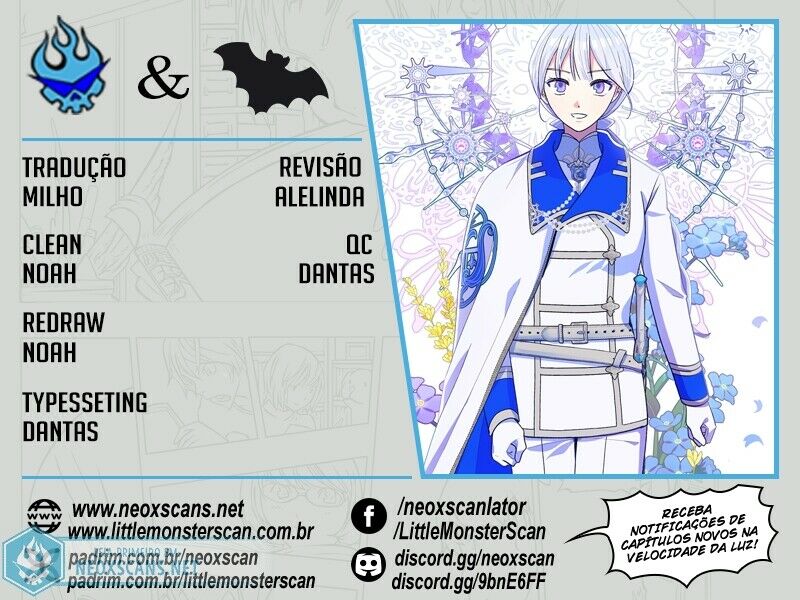 &
TRADUÇÃO
MILHO
REVISÃO
ALELINDA
CLEAN
NOAH
QC
DANTAS
REDRAW
NOAH
TYPESSETING
DANTAS
www.neoxscans.net
www.littlemonsterscan.com.br
padrim.com.br/neoxscan
padrim.com.br/littlemonsterscan
/neoxscanlator
/LittleMonsterScan
discord.gg/neoxscan
discord.gg/9bnE6FF
RECEBA
NOTIFICAÇÕES DE
CAPÍTULOS NOVOS NA
VELOCIDADE DA LUZ!
NEOXSCANS.NET